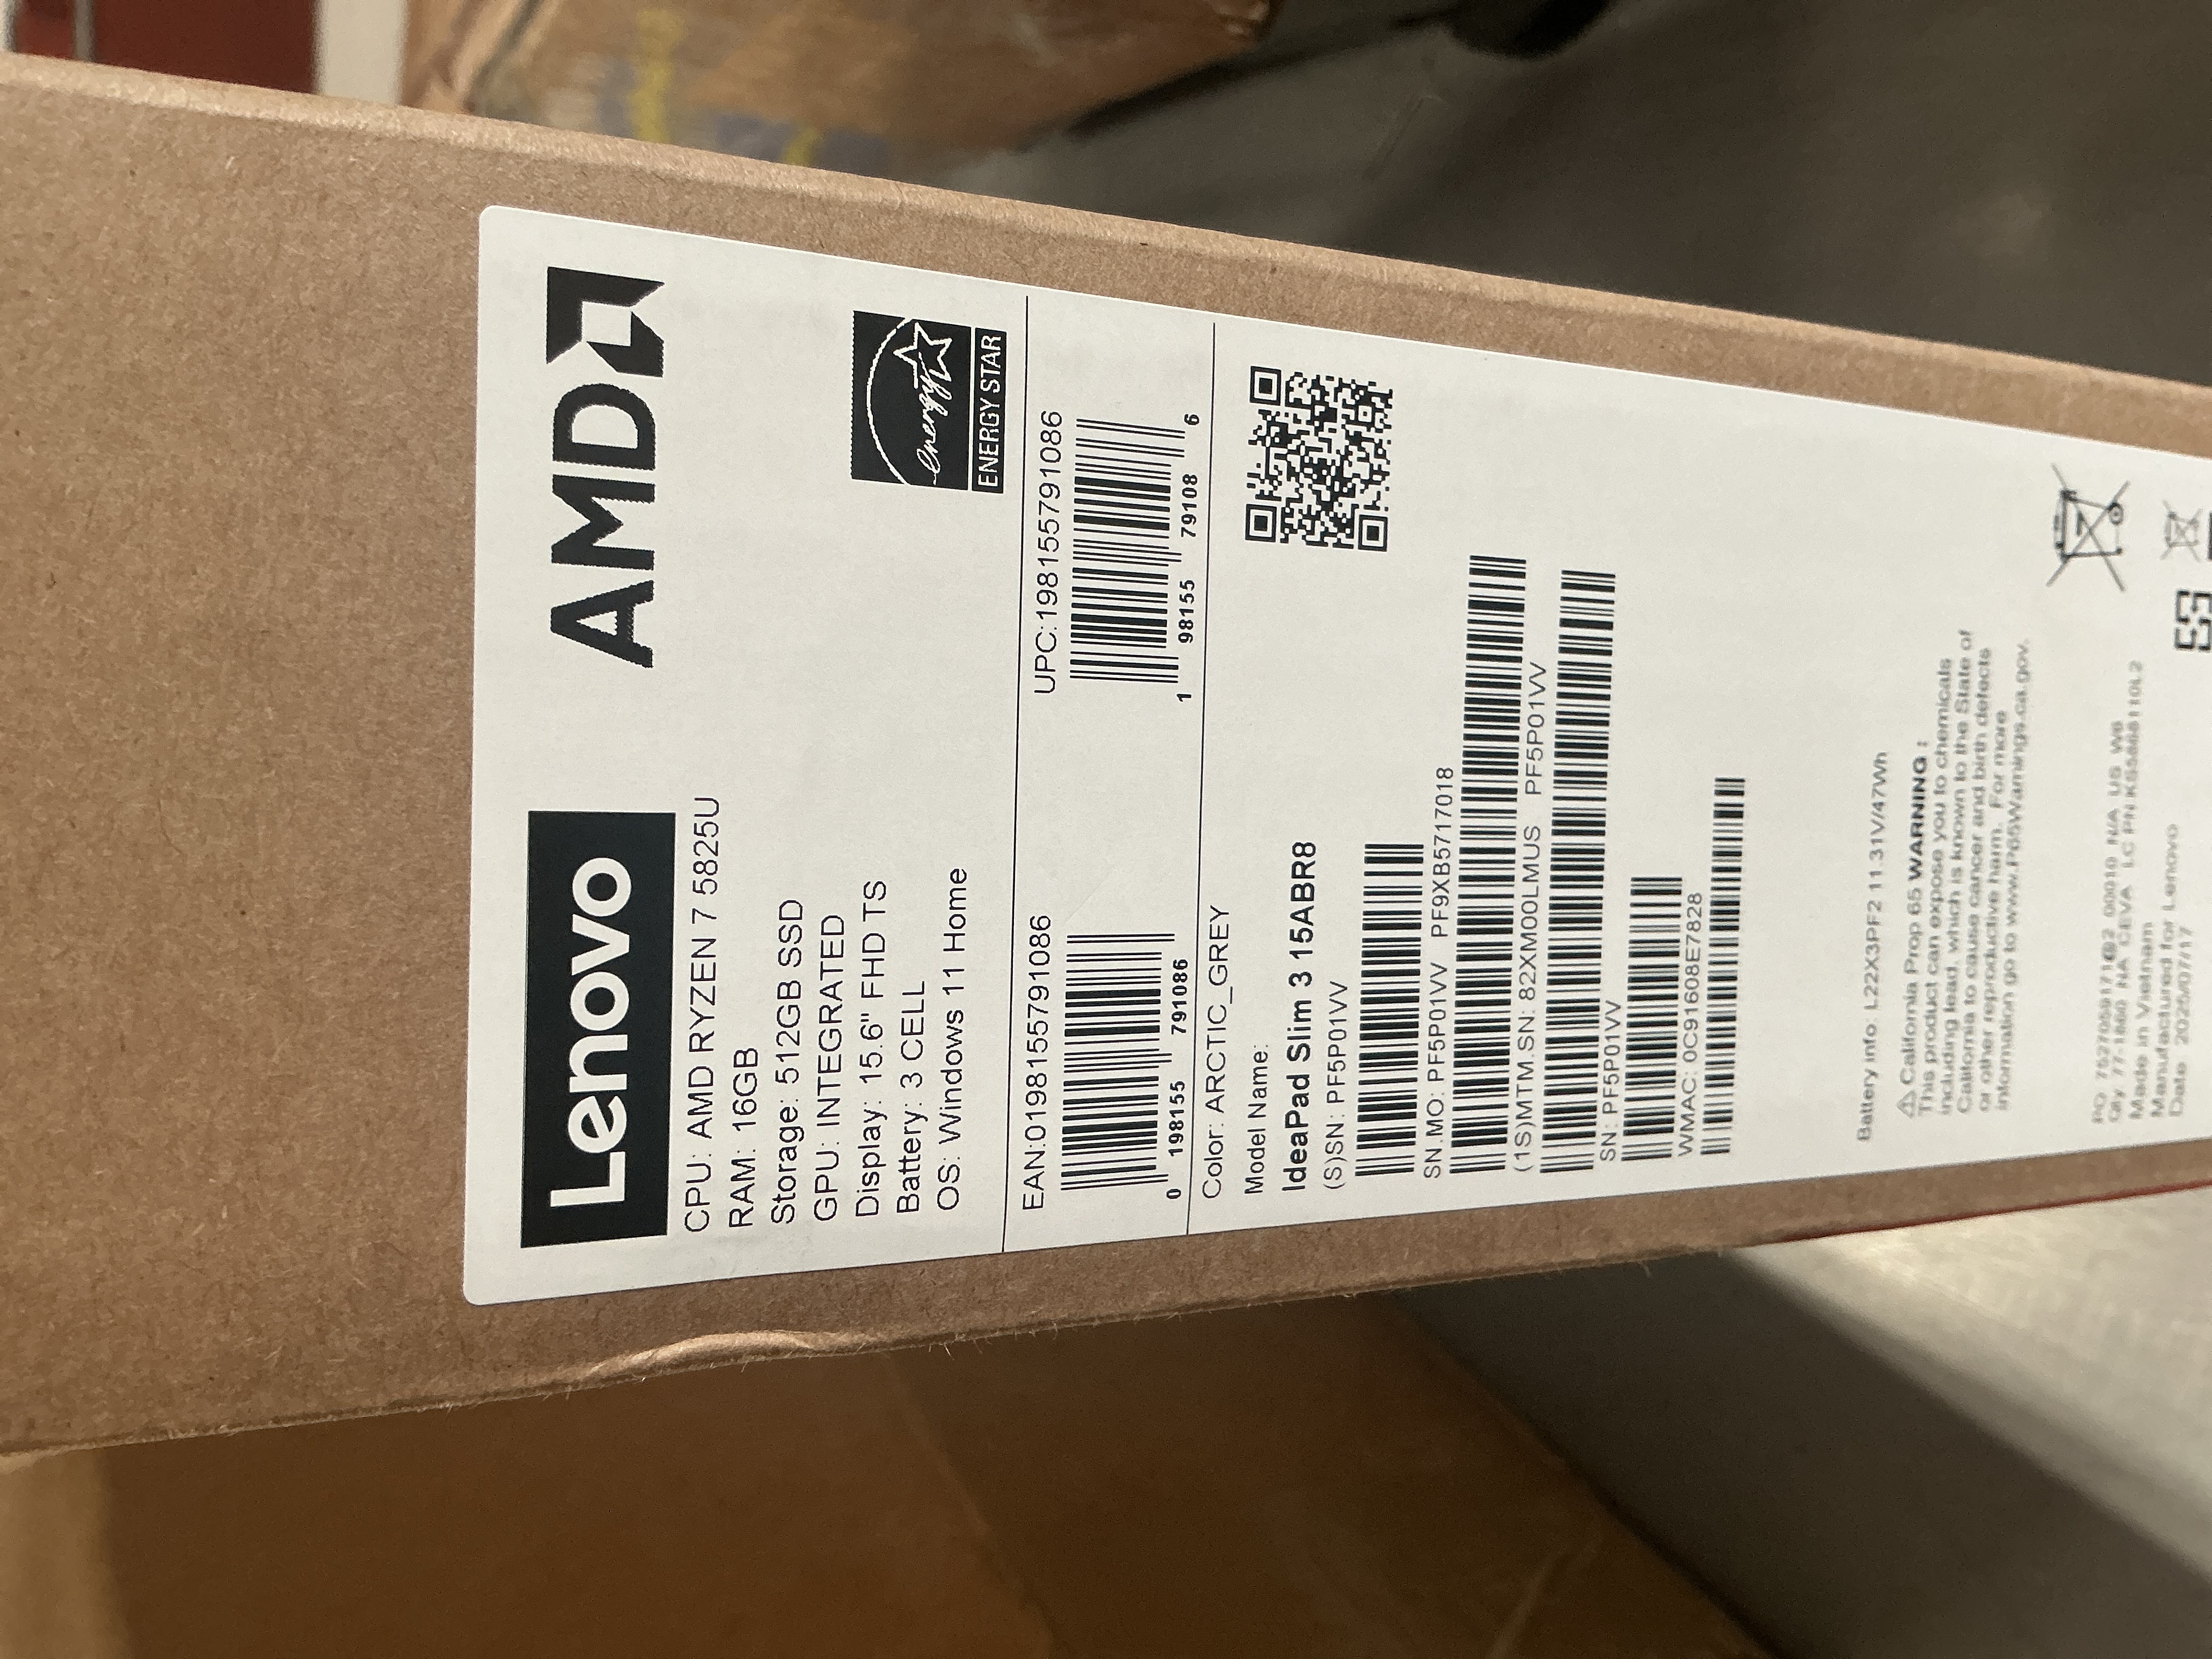 Lenovo
AMD
CPU: AMD RYZEN 7 5825U
RAM: 16GB
Storage: 512GB SSD
GPU: INTEGRATED
Display: 15.6" FHD TS
Battery: 3 CELL
OS: Windows 11 Home
energy
ENERGY STAR
EAN:0198155791086
0 198155 791086
UPC:198155791086
1 98155 79108 6
Color: ARCTIC_GREY
Model Name:
IdeaPad Slim 3 15ABR8
(S)SN: PF5P01VV
SN.MO: PF5P01VV PF9XB5717018
(1S)MTM.SN: 82XM00LMUS PF5P01VV
SN: PF5P01VV
WMAC: 0C91608E7828
Battery info: L22X3PF2 11.31V/47Wh
⚠ California Prop 65 WARNING :
This product can expose you to chemicals
including lead, which is known to the State of
California to cause cancer and birth defects
or other reproductive harm. For more
information go to www.P65Warnings.ca.gov.
Made in Vietnam
Manufactured for Lenovo
Date 2025/07/17